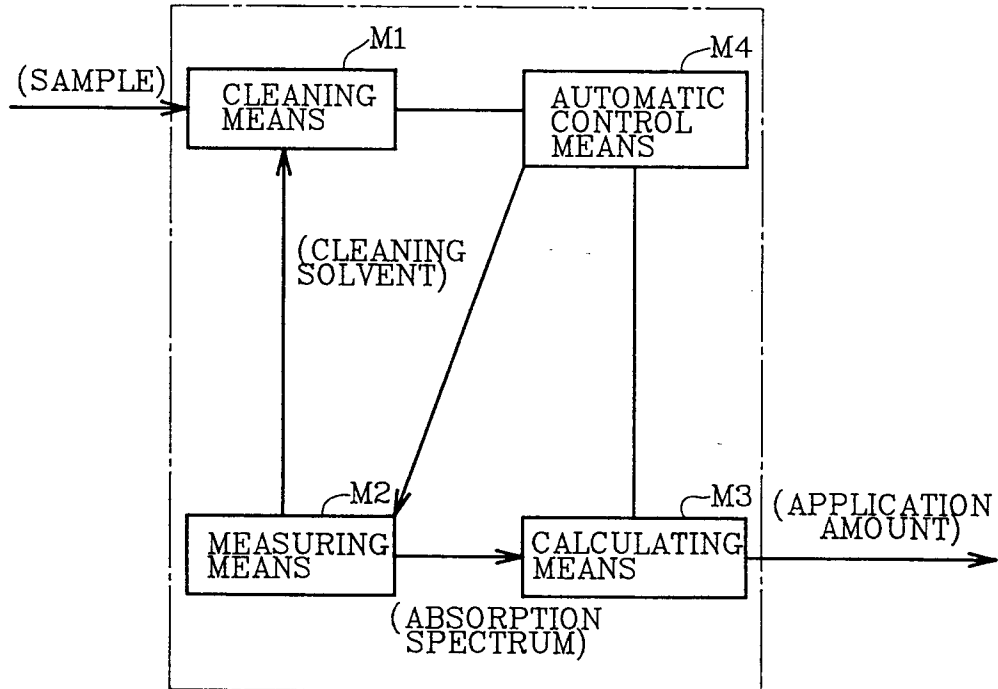 M1
M4
(SAMPLE)
CLEANING
MEANS
AUTOMATIC
CONTROL
MEANS
(CLEANING
SOLVENT)
M2
M3
MEASURING
MEANS
CALCULATING
MEANS
(APPLICATION
AMOUNT)
(ABSORPTION
SPECTRUM)